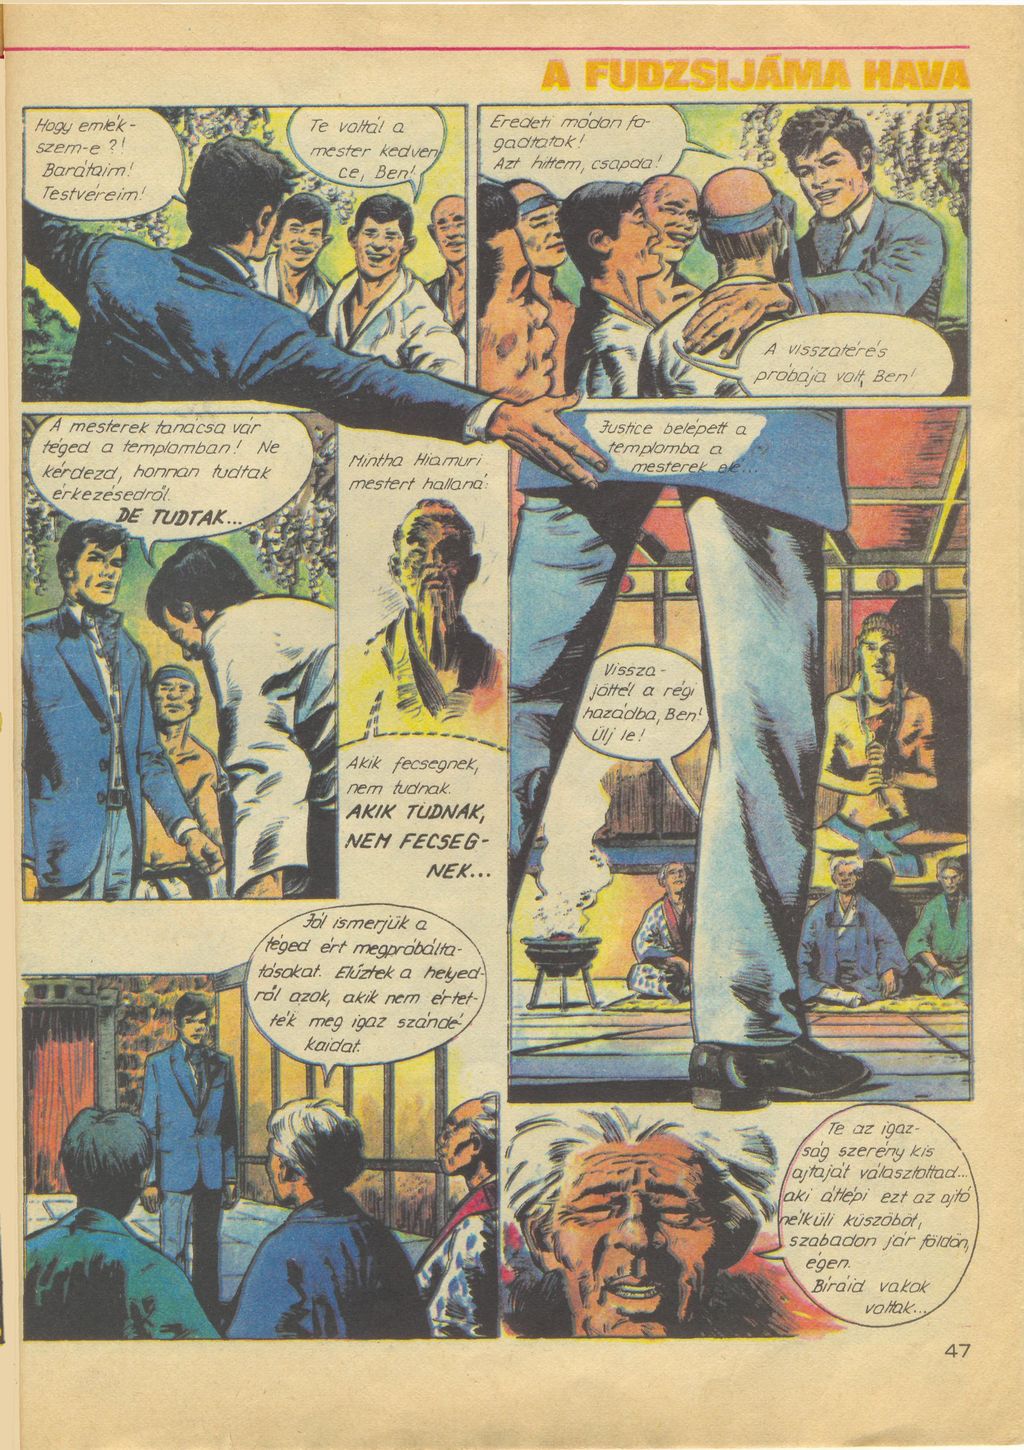 A FUDZSIJÁMA HAVA
Hogy emlék-
szem-e ?!
Barátaim!
Testvéreim!
Te voltál a
mester kedven
ce, Ben!
Eredeti módon fo-
gadtatok!
Azt hittem, csapda!
A visszatérés
próbája volt, Ben!
A mesterek tanácsa vár
téged a templomban! Ne
kérdezd, honnan tudtak
érkezésedről.
DE TUDTAK...
Mintha Hiamuri
mestert hallaná:
Akik fecsegnek,
nem tudnak.
AKIK TUDNAK,
NEM FECSEG-
NEK...
Justice belépett a
templomba a
mesterek elé...
Vissza-
jöttél a régi
hazádba, Ben!
Ülj le!
Jól ismerjük a
téged ért megpróbálta-
tásokat. Elűztek a helyed-
ről azok, akik nem értet-
ték meg igaz szándé-
kaidat.
Te az igaz-
ság szerény kis
ajtaját választottad...
aki átlépi ezt az ajtó
nélküli küszöböt,
szabadon jár földön,
égen.
Bíráid vakok
voltak...
47